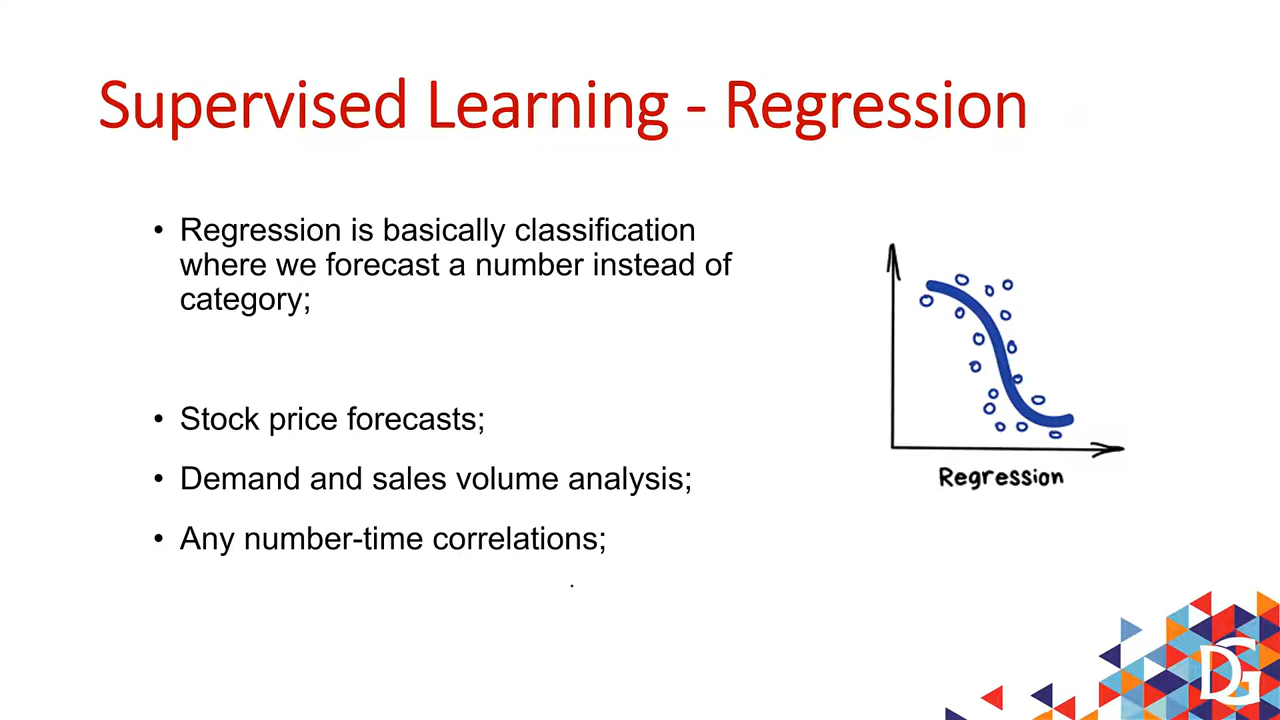 Supervised Learning - Regression
• Regression is basically classification
where we forecast a number instead of
category;
• Stock price forecasts;
• Demand and sales volume analysis;
• Any number-time correlations;
.
Regression
DG